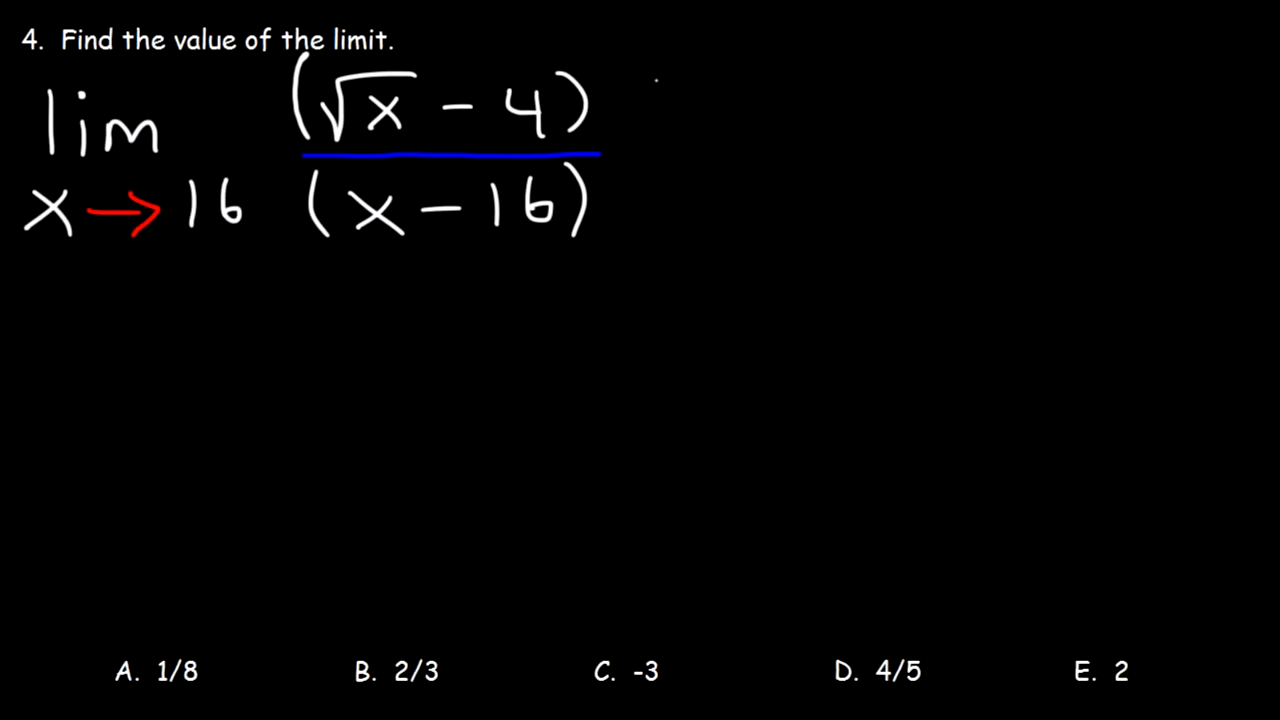 4. Find the value of the limit.
lim (√x - 4)
x → 16 (x - 16)
A. 1/8 B. 2/3 C. -3 D. 4/5 E. 2